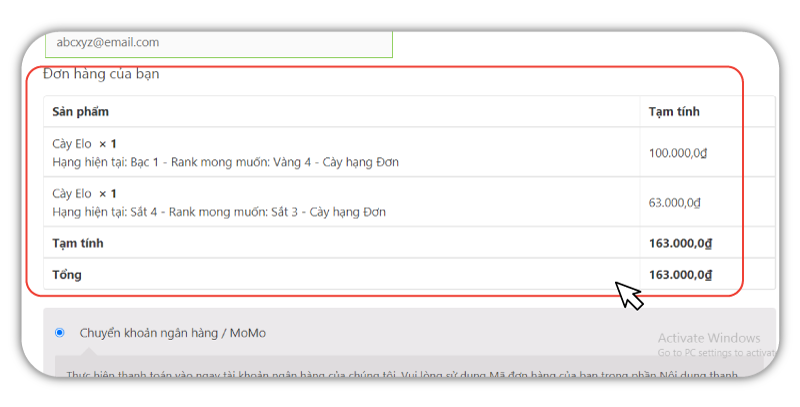 abcxyz@email.com
Đơn hàng của bạn
Sản phẩm Tạm tính
Cày Elo × 1
Hạng hiện tại: Bạc 1 - Rank mong muốn: Vàng 4 - Cày hạng Đơn
100.000,0₫
Cày Elo × 1
Hạng hiện tại: Sắt 4 - Rank mong muốn: Sắt 3 - Cày hạng Đơn
63.000,0₫
Tạm tính 163.000,0₫
Tổng 163.000,0₫
Chuyển khoản ngân hàng / MoMo
Activate Windows
Go to PC settings to activat
Thực hiện thanh toán vào ngay tài khoản ngân hàng của chúng tôi. Vui lòng sử dụng Mã đơn hàng của bạn trong phần Nội dung thanh